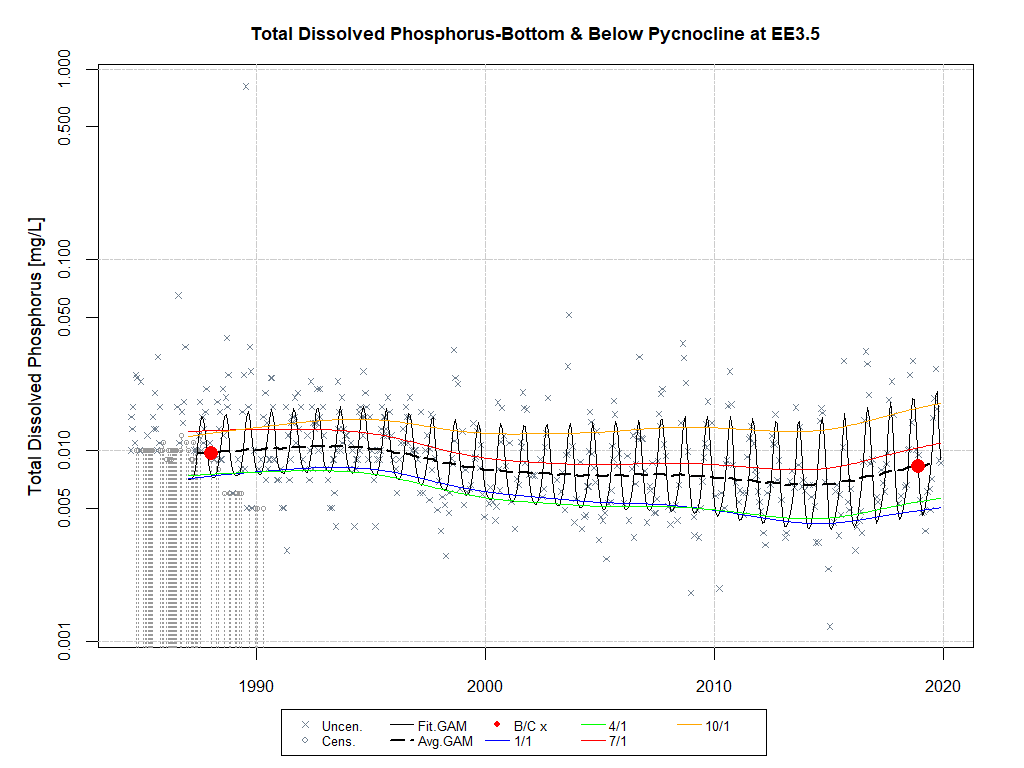 Total Dissolved Phosphorus-Bottom & Below Pycnocline at EE3.5
Total Dissolved Phosphorus [mg/L]
1.000
0.500
0.100
0.050
0.010
0.005
0.001
1990 2000 2010 2020
Uncen. Fit.GAM B/C x 4/1 10/1
Cens. Avg.GAM 1/1 7/1